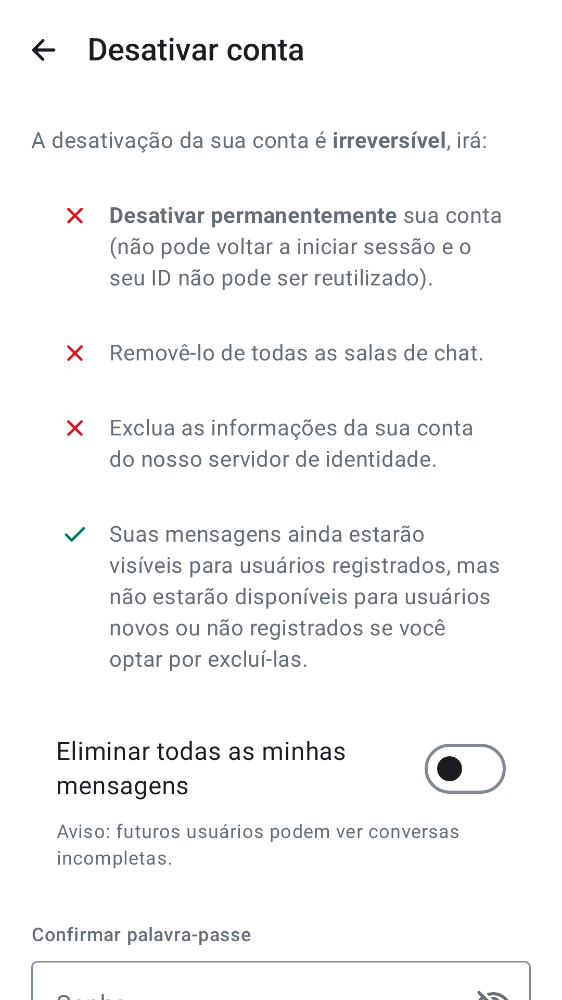 Desativar conta
A desativação da sua conta é irreversível, irá:
Desativar permanentemente sua conta
(não pode voltar a iniciar sessão e o
seu ID não pode ser reutilizado).
Removê-lo de todas as salas de chat.
Exclua as informações da sua conta
do nosso servidor de identidade.
Suas mensagens ainda estarão
visíveis para usuários registrados, mas
não estarão disponíveis para usuários
novos ou não registrados se você
optar por excluí-las.
Eliminar todas as minhas
mensagens
Aviso: futuros usuários podem ver conversas
incompletas.
Confirmar palavra-passe